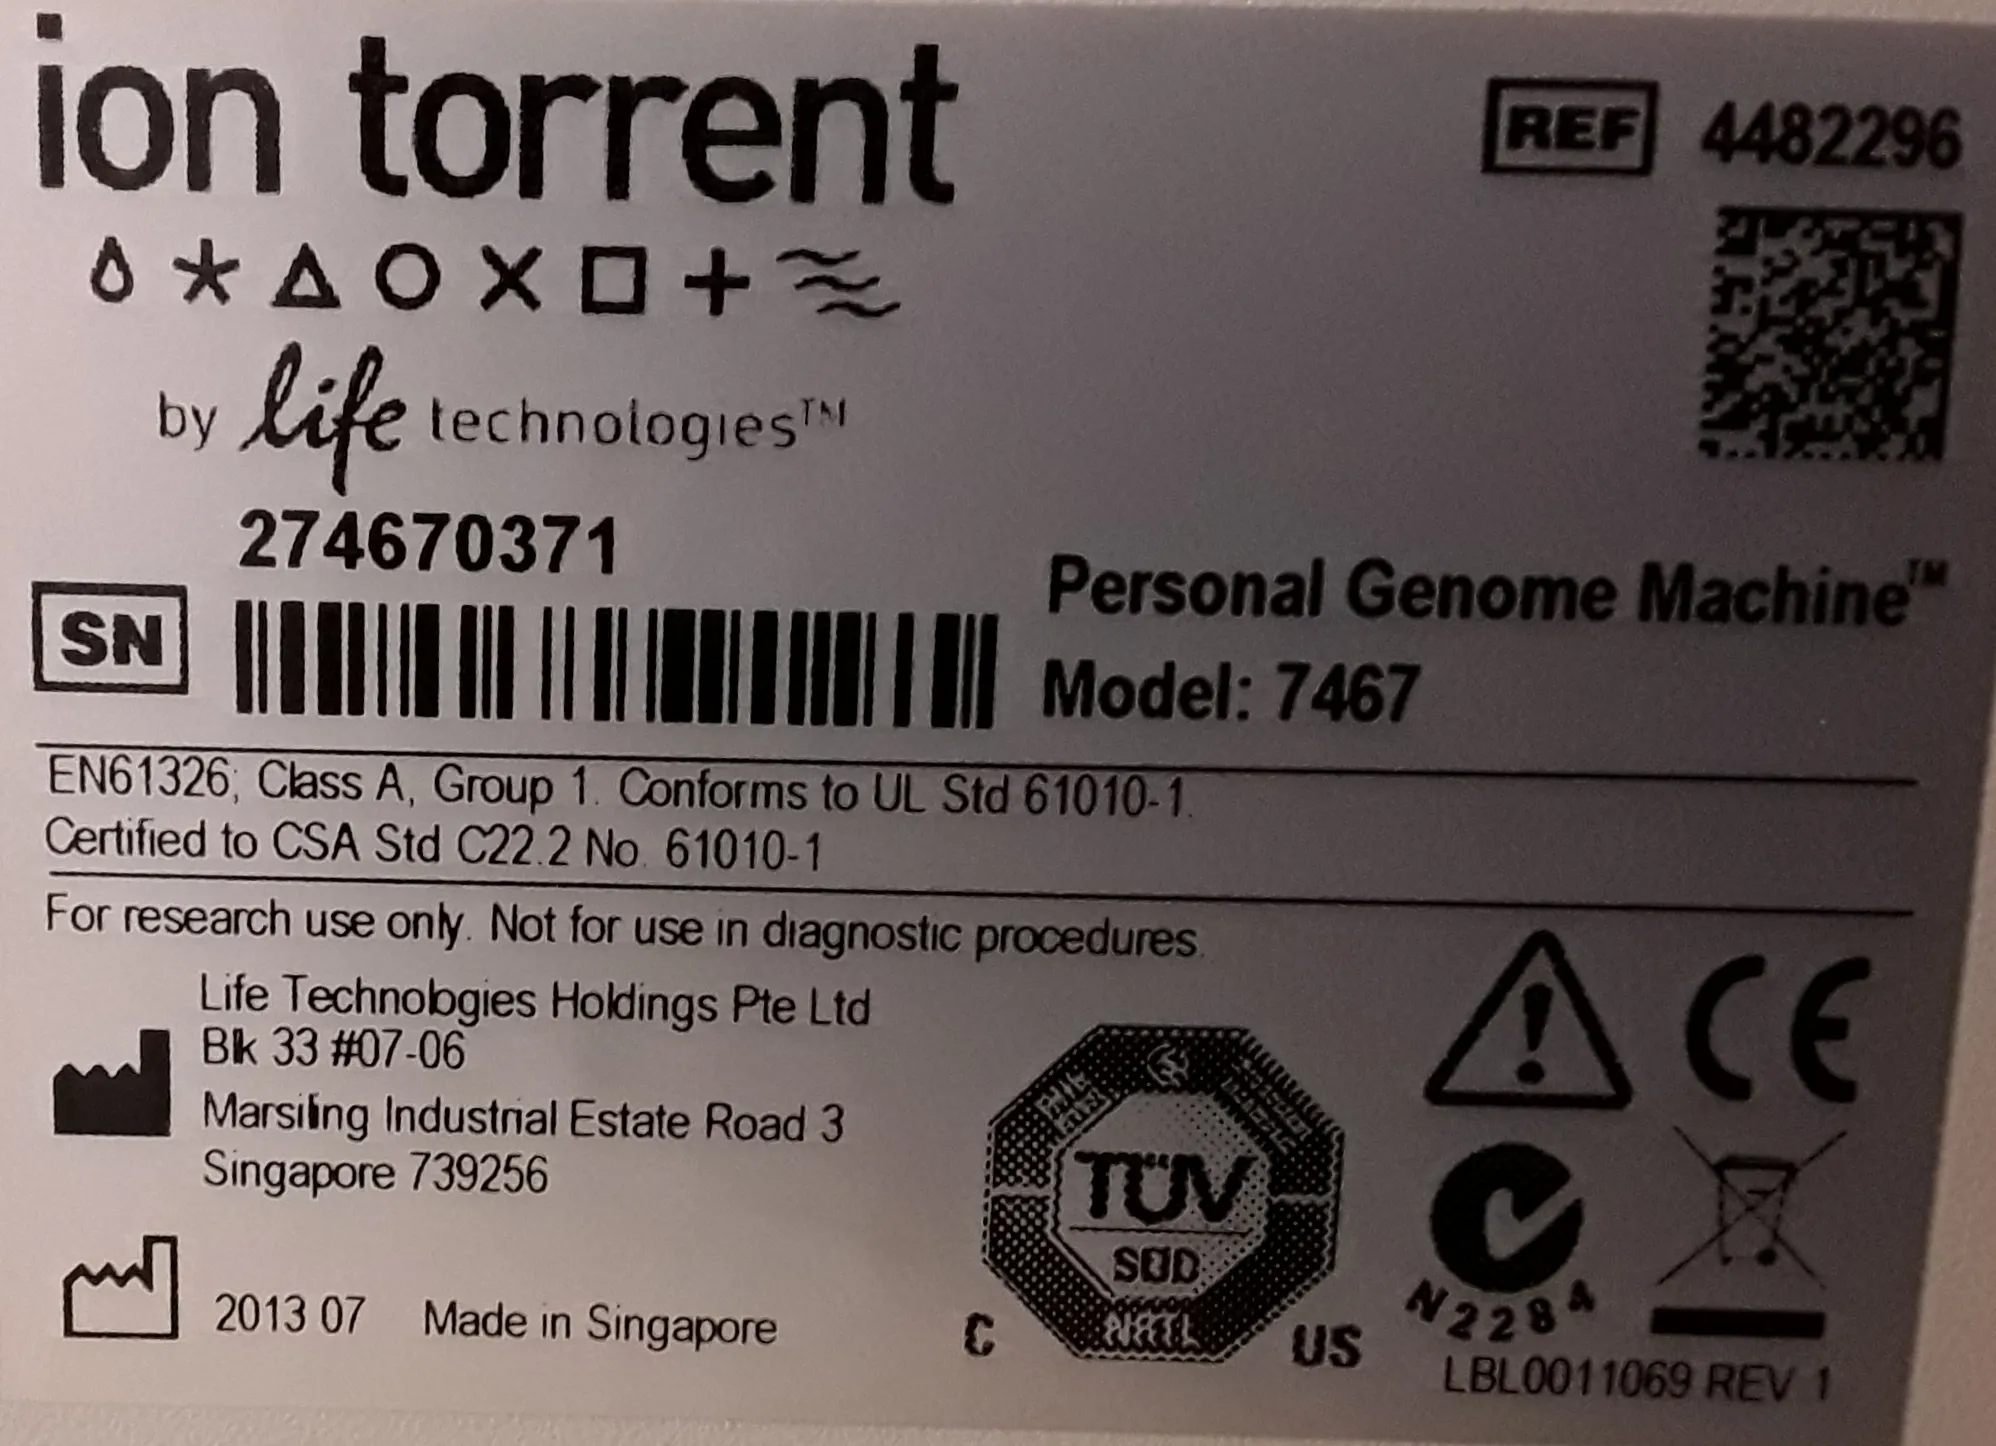 ion torrent
REF 4482296
by life technologies™
274670371
SN
Personal Genome Machine™
Model: 7467
EN61326; Class A, Group 1. Conforms to UL Std 61010-1.
Certified to CSA Std C22.2 No. 61010-1
For research use only. Not for use in diagnostic procedures.
Life Technologies Holdings Pte Ltd
Bk 33 #07-06
Marsiling Industrial Estate Road 3
Singapore 739256
2013 07 Made in Singapore
TÜV
SÜD
C US
CE
N2284
LBL0011069 REV 1